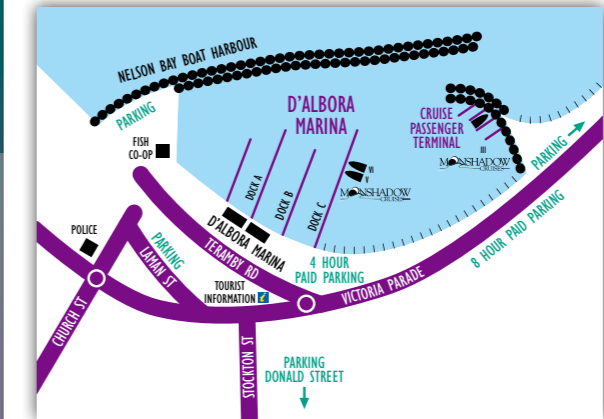 NELSON BAY BOAT HARBOUR
PARKING
FISH
CO-OP
D'ALBORA
MARINA
CRUISE
PASSENGER
TERMINAL
III
MOONSHADOW
CRUISES
PARKING
DOCK A
DOCK B
DOCK C
VI
V
MOONSHADOW
CRUISES
D'ALBORA MARINA
TERAMBY RD
4 HOUR
PAID PARKING
8 HOUR PAID PARKING
VICTORIA PARADE
POLICE
PARKING
LAMAN ST
CHURCH ST
TOURIST
INFORMATION i
STOCKTON ST
PARKING
DONALD STREET